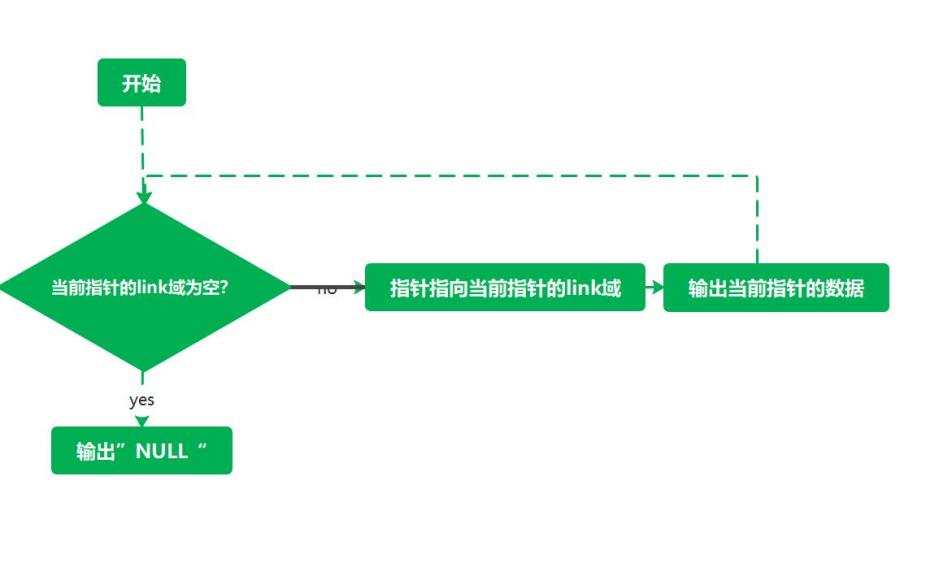 开始
当前指针的link域为空?
no
指针指向当前指针的link域
输出当前指针的数据
yes
输出”NULL“